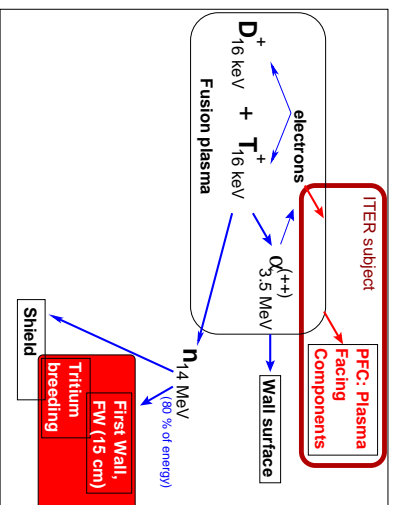 ITER subject
PFC: Plasma
Facing
Components
electrons
D+
16 keV
+
T+
16 keV
α(++)
3.5 MeV
Fusion plasma
Wall surface
n
14 MeV
(80 % of energy)
First Wall,
FW (15 cm)
Tritium
breeding
Shield